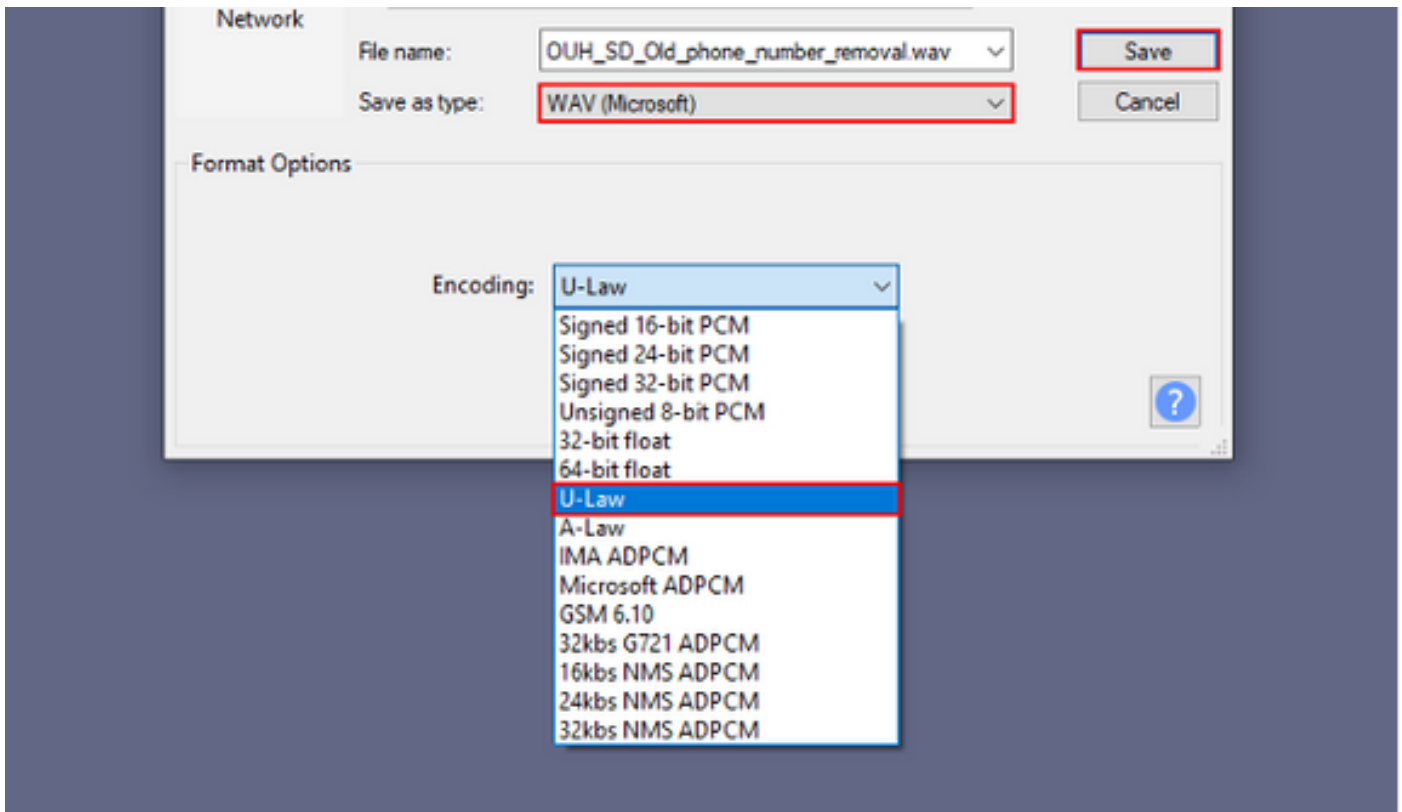 Network
File name: OUH_SD_Old_phone_number_removal.wav Save
Save as type: WAV (Microsoft) Cancel
Format Options
Encoding: U-Law
Signed 16-bit PCM
Signed 24-bit PCM
Signed 32-bit PCM
Unsigned 8-bit PCM
32-bit float
64-bit float
U-Law
A-Law
IMA ADPCM
Microsoft ADPCM
GSM 6.10
32kbs G721 ADPCM
16kbs NMS ADPCM
24kbs NMS ADPCM
32kbs NMS ADPCM
?